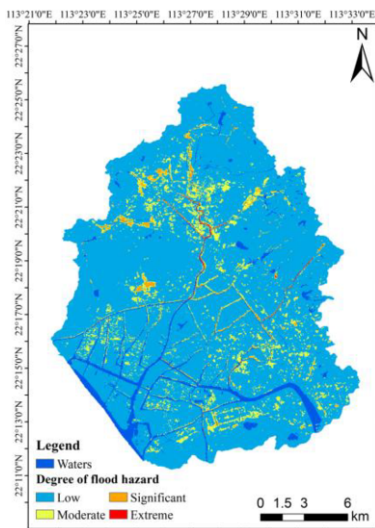 113°21'0"E 113°25'0"E 113°27'0"E 113°29'0"E 113°31'0"E 113°33'0"E
N
22°27'0"N
22°25'0"N
22°23'0"N
22°21'0"N
22°19'0"N
22°17'0"N
22°15'0"N
22°13'0"N
22°11'0"N
Legend
Waters
Degree of flood hazard
Low Significant
Moderate Extreme
0 1.5 3 6
km